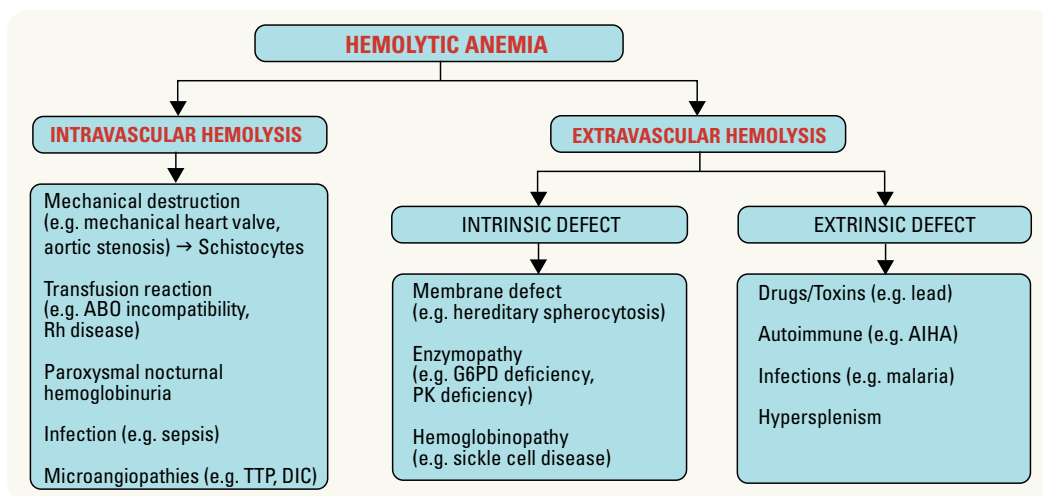 HEMOLYTIC ANEMIA
INTRAVASCULAR HEMOLYSIS
Mechanical destruction
(e.g. mechanical heart valve,
aortic stenosis) → Schistocytes
Transfusion reaction
(e.g. ABO incompatibility,
Rh disease)
Paroxysmal nocturnal
hemoglobinuria
Infection (e.g. sepsis)
Microangiopathies (e.g. TTP, DIC)
EXTRAVASCULAR HEMOLYSIS
INTRINSIC DEFECT
Membrane defect
(e.g. hereditary spherocytosis)
Enzymopathy
(e.g. G6PD deficiency,
PK deficiency)
Hemoglobinopathy
(e.g. sickle cell disease)
EXTRINSIC DEFECT
Drugs/Toxins (e.g. lead)
Autoimmune (e.g. AIHA)
Infections (e.g. malaria)
Hypersplenism